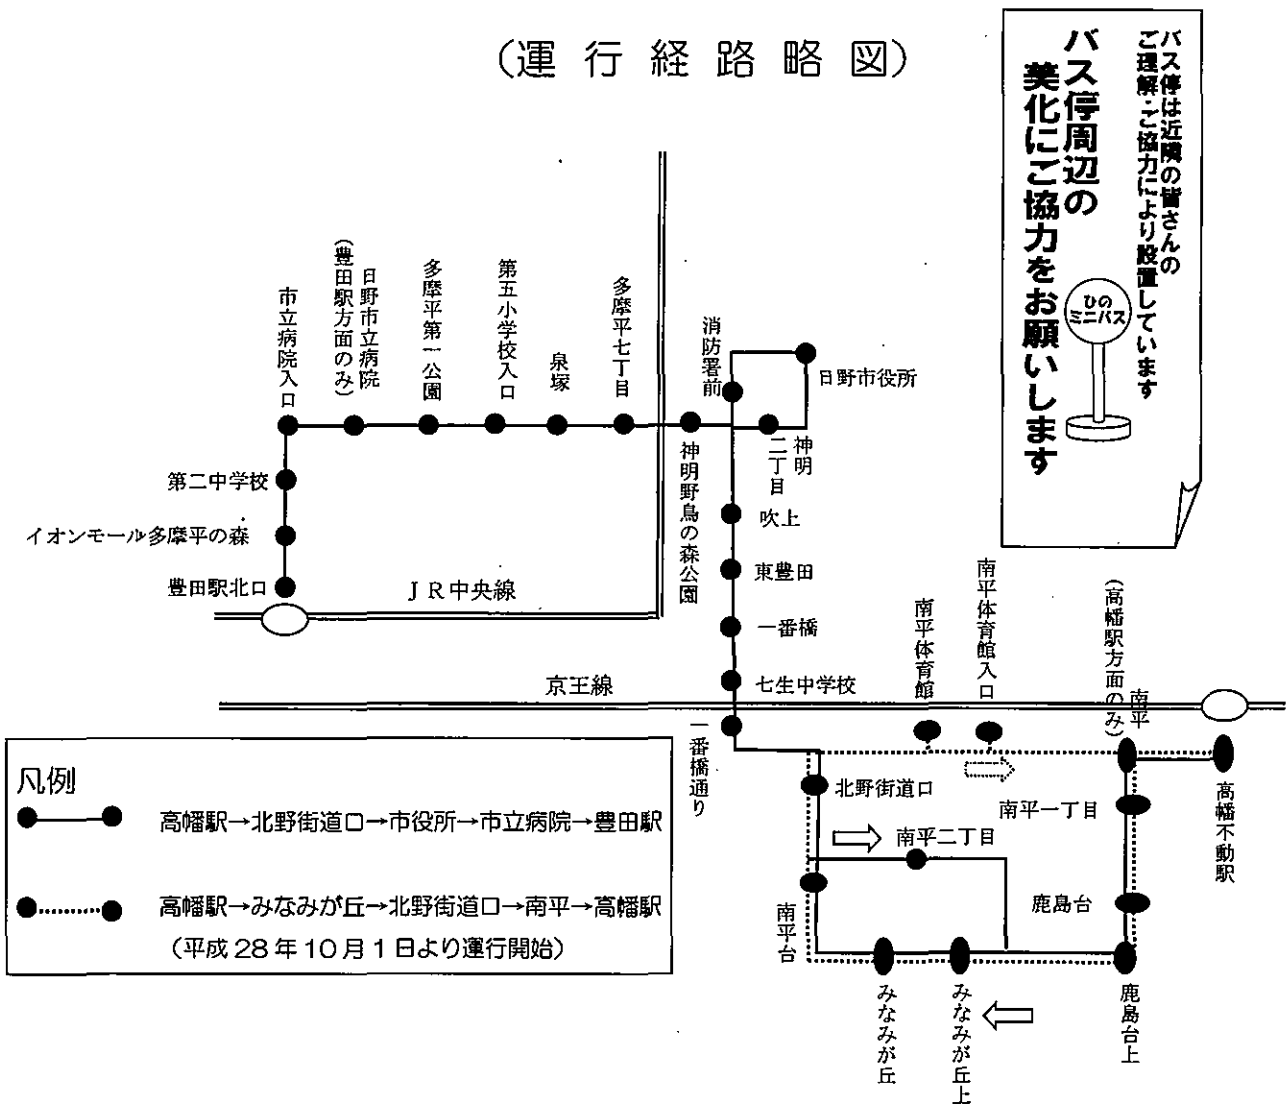 （運行経路略図）
バス停は近隣の皆さんの
ご理解・ご協力により設置しています
バス停周辺の
美化にご協力をお願いします
ひの
ミニバス
市立病院入口
日野市立病院
（豊田駅方面のみ）
多摩平第一公園
第五小学校入口
泉塚
多摩平七丁目
消防署前
日野市役所
神明
二丁目
神明野鳥の森公園
第二中学校
イオンモール多摩平の森
豊田駅北口
ＪＲ中央線
吹上
東豊田
一番橋
七生中学校
京王線
一番橋通り
南平体育館
南平体育館入口
南平
（高幡駅方面のみ）
北野街道口
南平一丁目
高幡不動駅
南平二丁目
鹿島台
南平台
みなみが丘
みなみが丘上
鹿島台上
凡例
高幡駅→北野街道口→市役所→市立病院→豊田駅
高幡駅→みなみが丘→北野街道口→南平→高幡駅
（平成28年10月1日より運行開始）